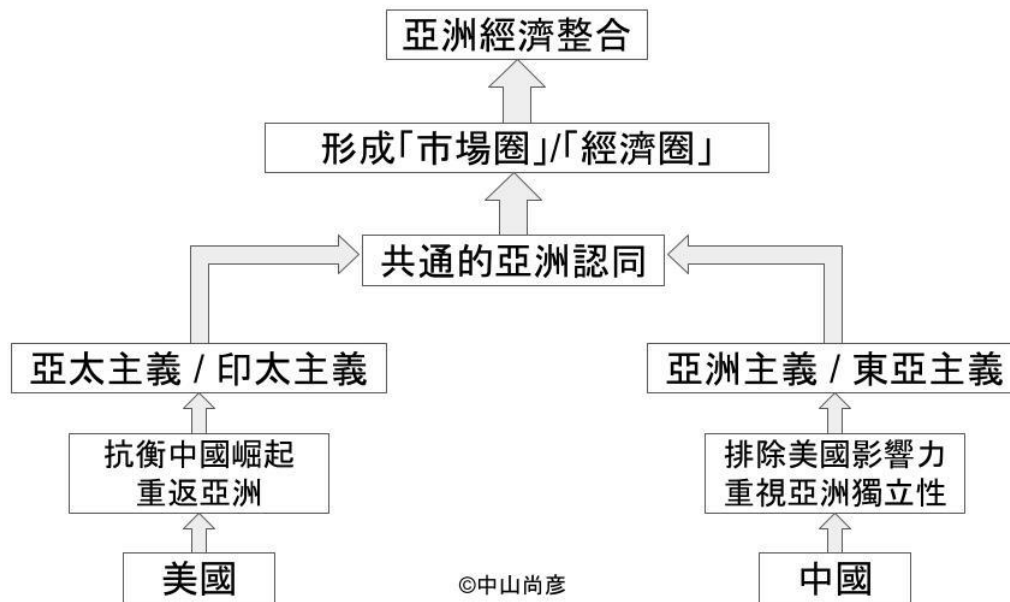 亞洲經濟整合
形成「市場圈」/「經濟圈」
共通的亞洲認同
亞太主義 / 印太主義
亞洲主義 / 東亞主義
抗衡中國崛起
重返亞洲
排除美國影響力
重視亞洲獨立性
美國
©中山尚彦
中國